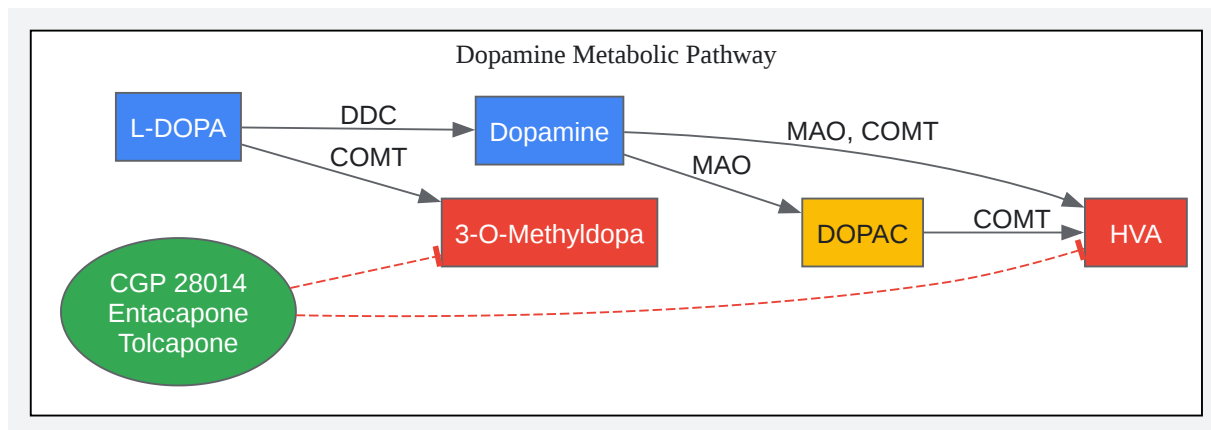 Dopamine Metabolic Pathway
L-DOPA
DDC
Dopamine
MAO, COMT
COMT
MAO
3-O-Methyldopa
DOPAC
COMT
HVA
CGP 28014
Entacapone
Tolcapone